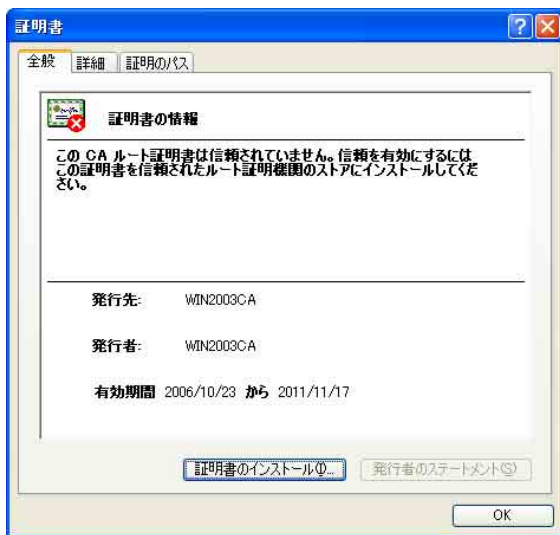 証明書
全般 詳細 証明のパス
証明書の情報
この CA ルート証明書は信頼されていません。信頼を有効にするには
この証明書を信頼されたルート証明機関のストアにインストールしてくだ
さい。
発行先: WIN2003CA
発行者: WIN2003CA
有効期間 2006/10/23 から 2011/11/17
証明書のインストール(I)... 発行者のステートメント(S)
OK